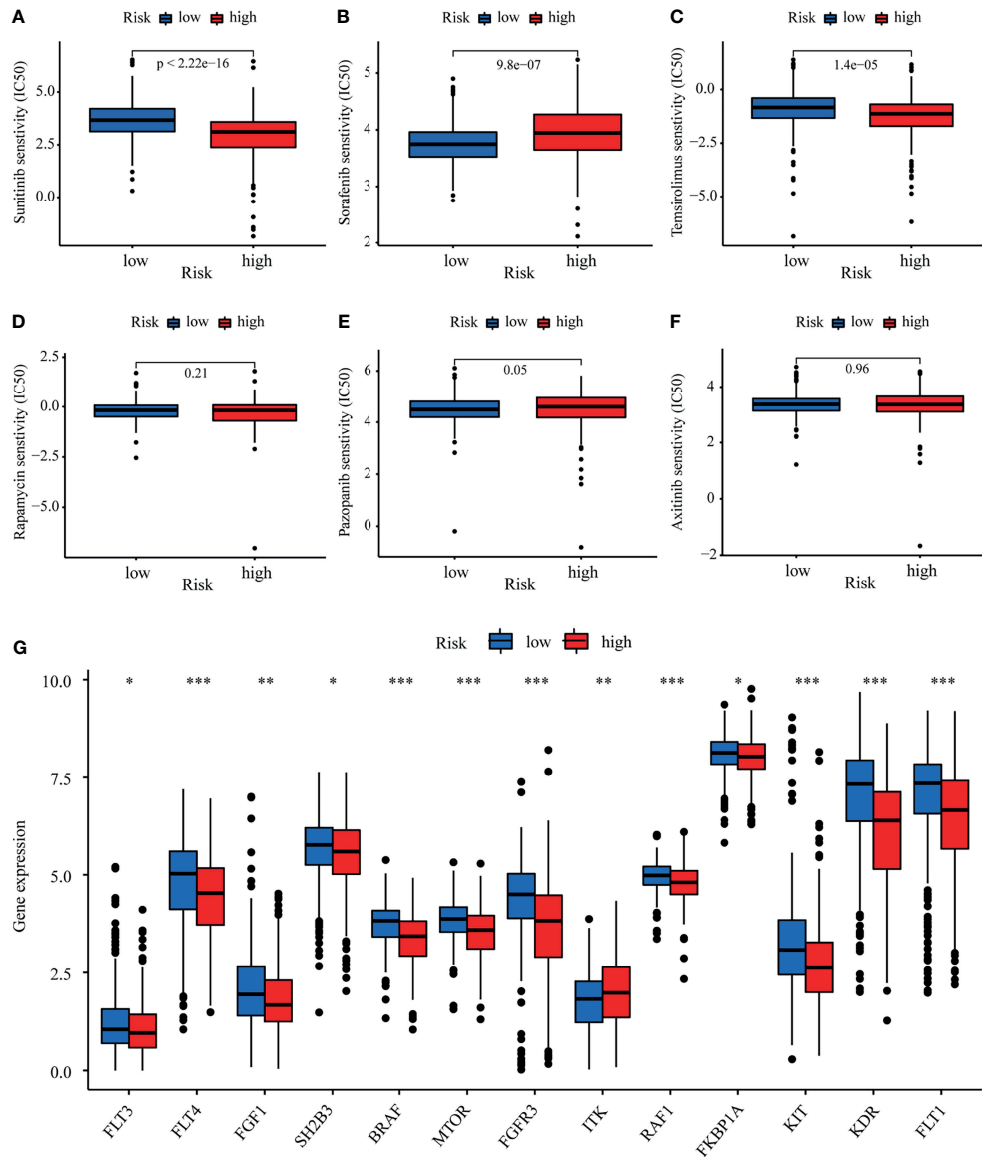 A
Risk low high
p < 2.22e−16
Sunitinib senstivity (IC50)
5.0
2.5
0.0
low high
Risk
B
Risk low high
9.8e−07
Sorafenib senstivity (IC50)
5
4
3
2
low high
Risk
C
Risk low high
1.4e−05
Temsirolimus senstivity (IC50)
0.0
−2.5
−5.0
low high
Risk
D
Risk low high
0.21
Rapamycin senstivity (IC50)
2.5
0.0
−2.5
−5.0
low high
Risk
E
Risk low high
0.05
Pazopanib senstivity (IC50)
6
4
2
0
low high
Risk
F
Risk low high
0.96
Axitinib senstivity (IC50)
4
2
0
−2
low high
Risk
G
Risk low high
* *** ** * *** *** *** ** *** * *** *** ***
Gene expression
10.0
7.5
5.0
2.5
0.0
FLT3 FLT4 FGF1 SH2B3 BRAF MTOR FGFR3 ITK RAF1 FKBP1A KIT KDR FLT1